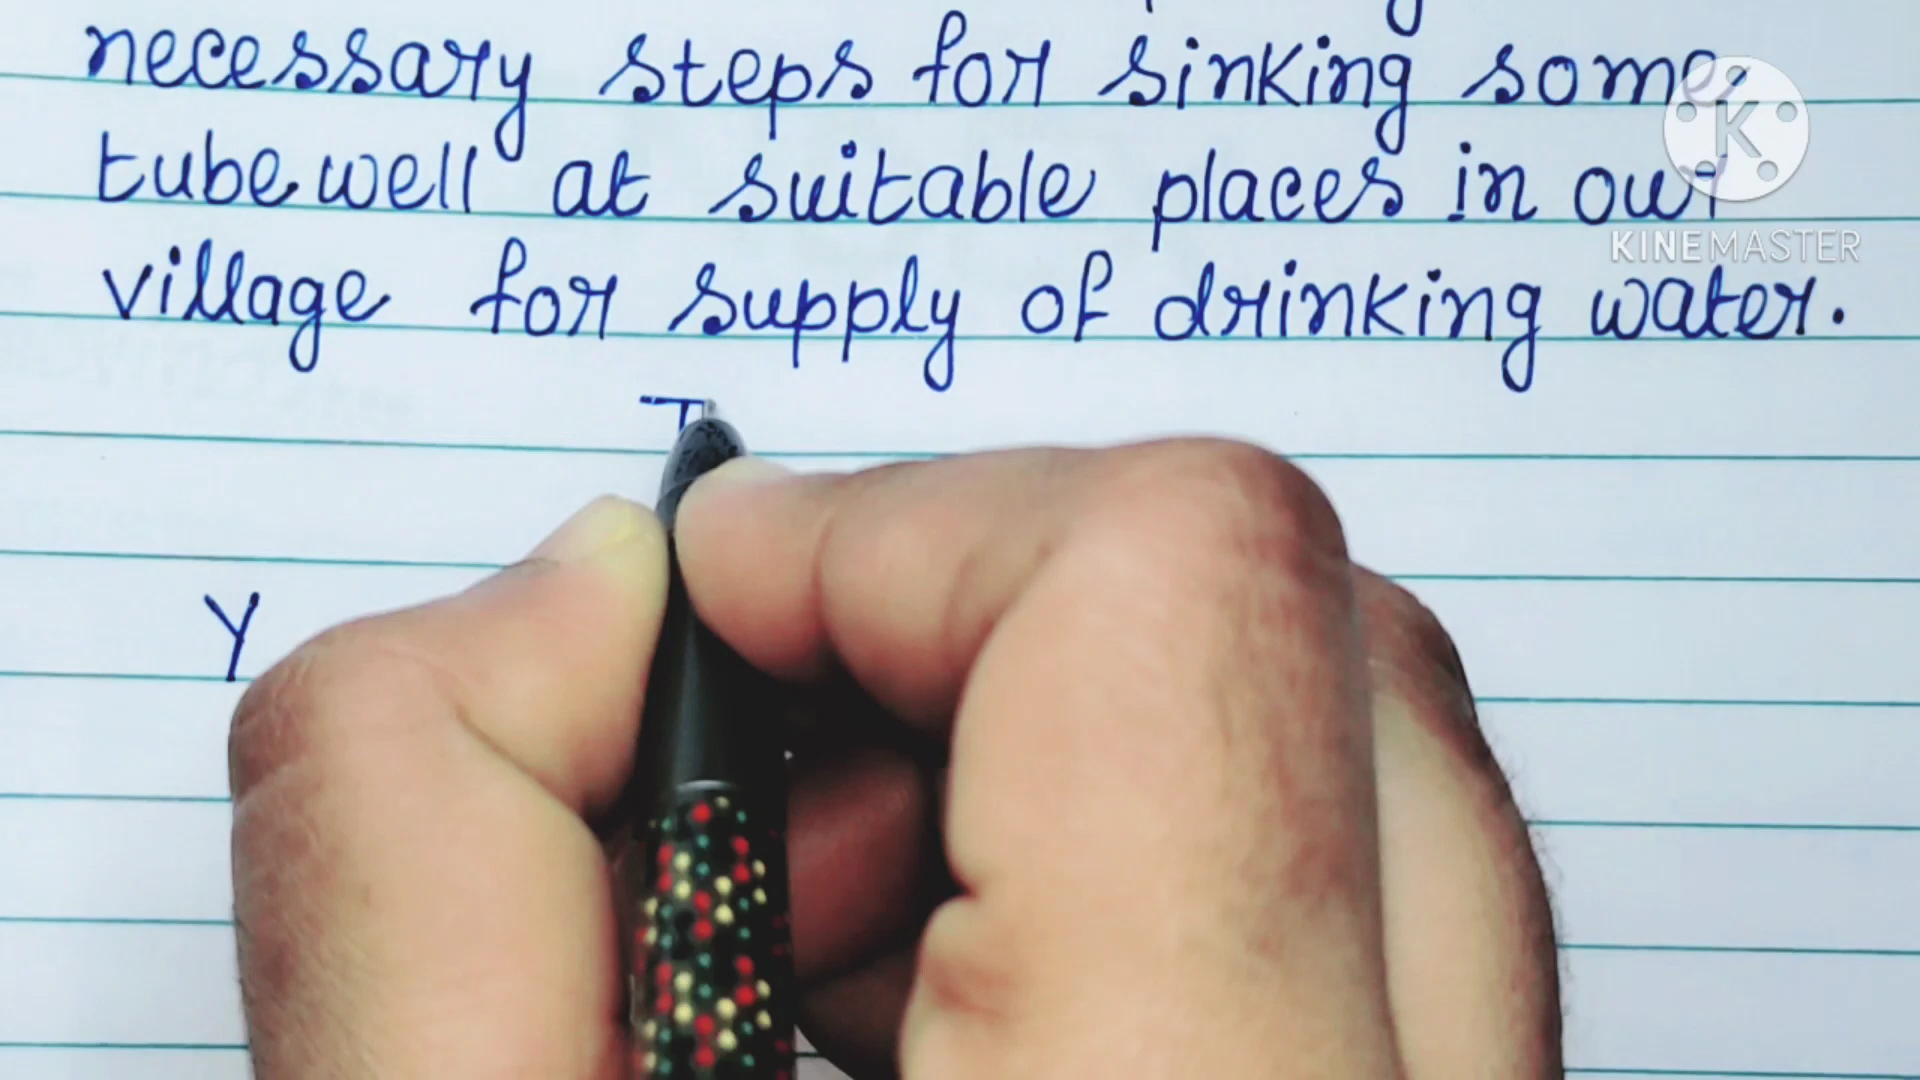 necessary steps for sinking some
tubewell at suitable places in our
village for supply of drinking water.
T
Y
KINEMASTER